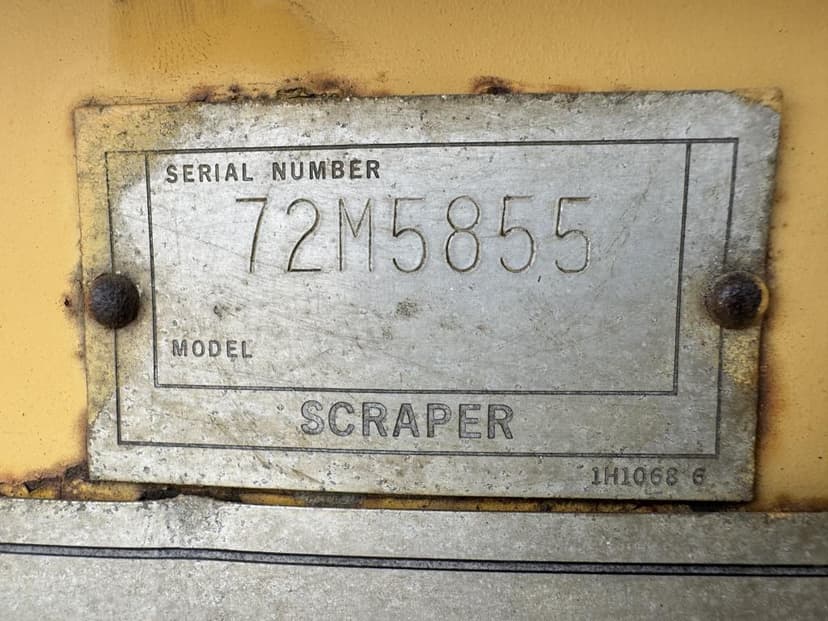 SERIAL NUMBER
72M5855
MODEL
SCRAPER
1H1068 6